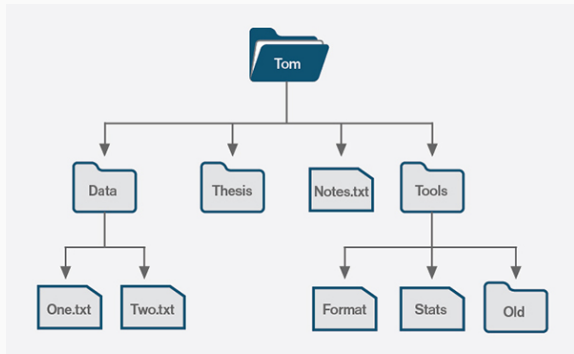 Tom
Data
Thesis
Notes.txt
Tools
One.txt
Two.txt
Format
Stats
Old